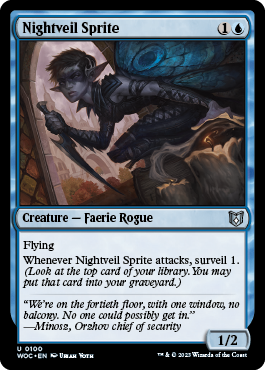 Nightveil Sprite 1
Creature — Faerie Rogue
Flying
Whenever Nightveil Sprite attacks, surveil 1.
(Look at the top card of your library. You may
put that card into your graveyard.)
“We’re on the fortieth floor, with one window, no
balcony. No one could possibly get in.”
—Minosz, Orzhov chief of security
1/2
U 0100
WOC • EN Uriah Voth
™ & © 2023 Wizards of the Coast